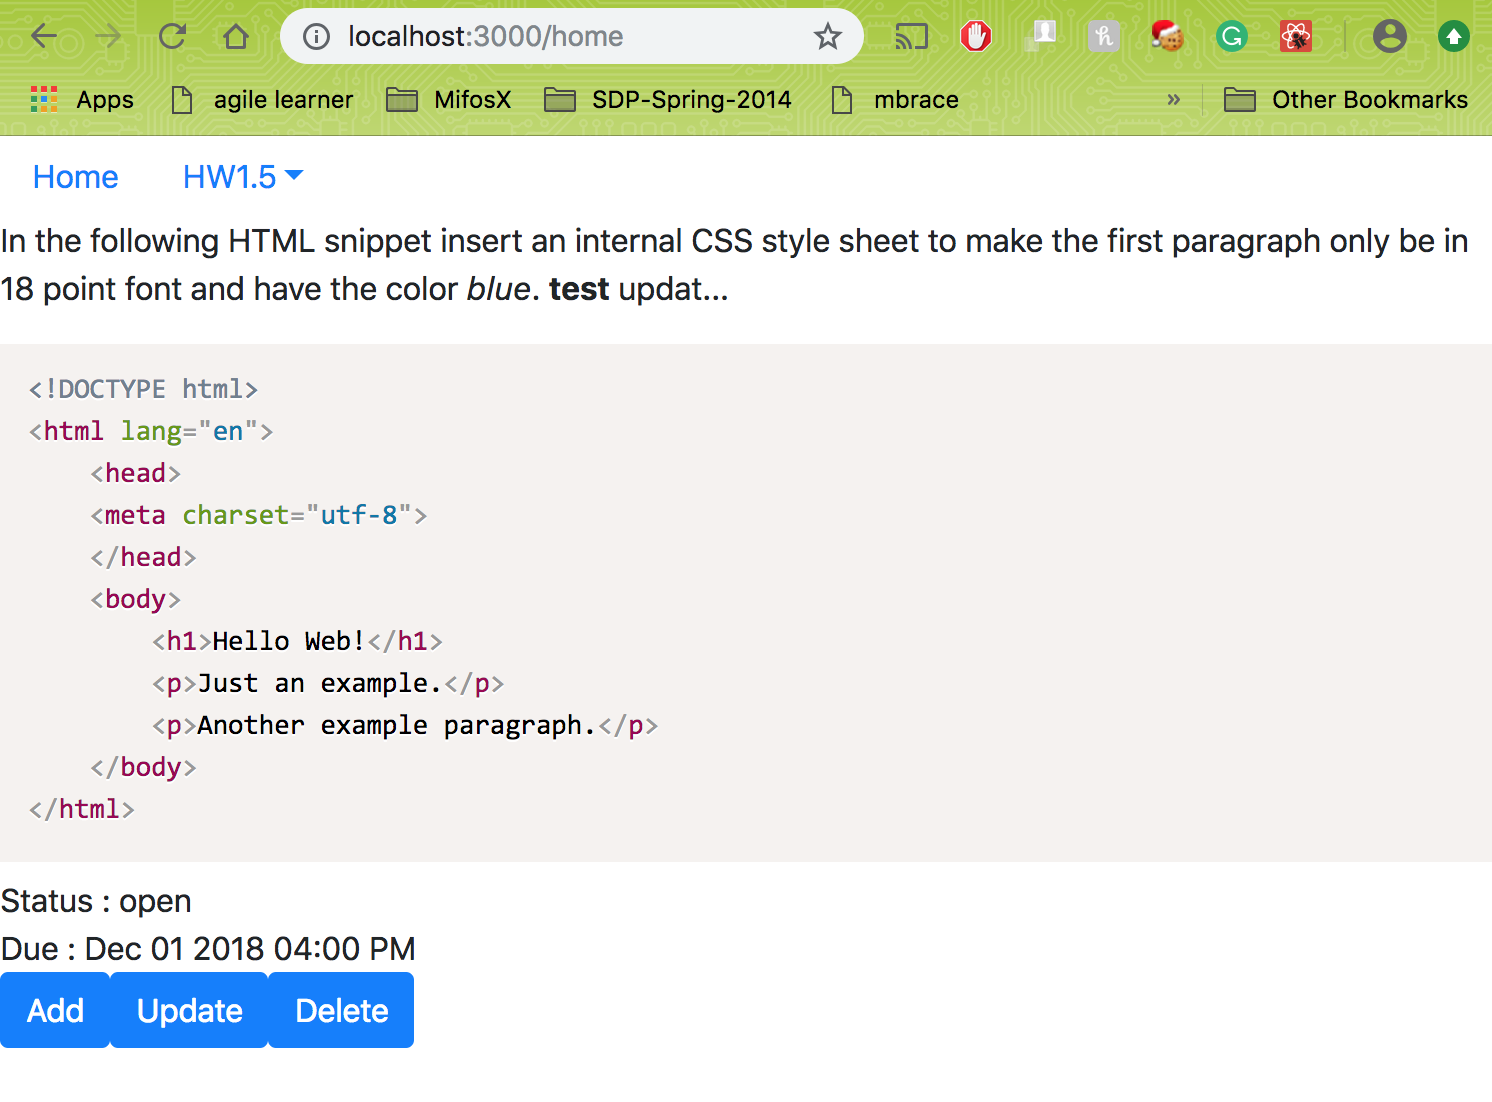 localhost:3000/home
Apps agile learner MifosX SDP-Spring-2014 mbrace » Other Bookmarks
Home HW1.5
In the following HTML snippet insert an internal CSS style sheet to make the first paragraph only be in
18 point font and have the color blue. test updat...
<!DOCTYPE html>
<html lang="en">
    <head>
    <meta charset="utf-8">
    </head>
    <body>
        <h1>Hello Web!</h1>
        <p>Just an example.</p>
        <p>Another example paragraph.</p>
    </body>
</html>
Status : open
Due : Dec 01 2018 04:00 PM
Add Update Delete